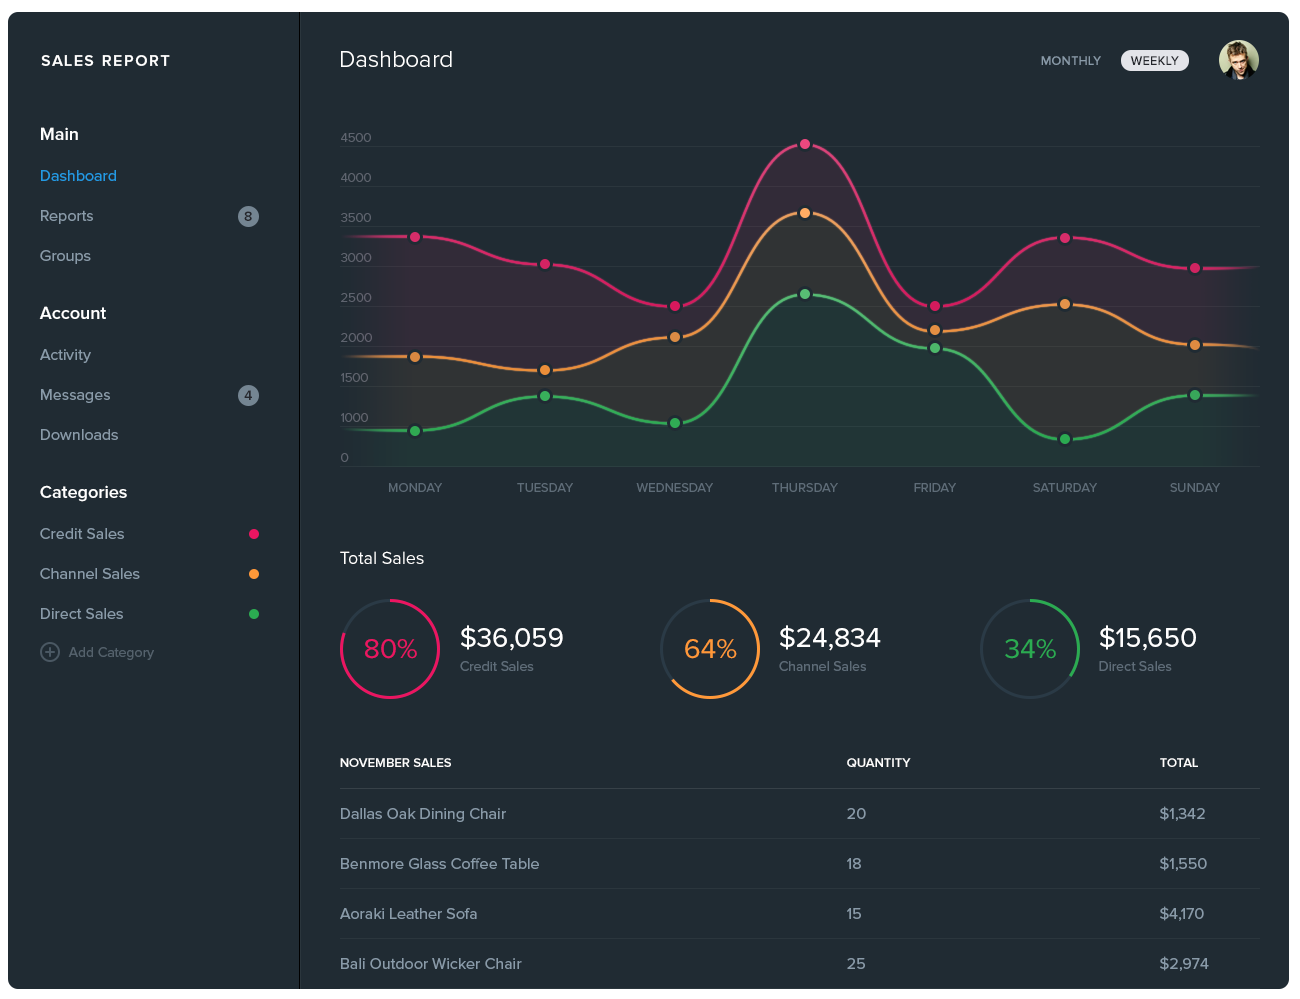 SALES REPORT
Main
Dashboard
Reports 8
Groups
Account
Activity
Messages 4
Downloads
Categories
Credit Sales
Channel Sales
Direct Sales
Add Category
Dashboard
MONTHLY WEEKLY
4500
4000
3500
3000
2500
2000
1500
1000
0
MONDAY TUESDAY WEDNESDAY THURSDAY FRIDAY SATURDAY SUNDAY
Total Sales
80% $36,059
Credit Sales
64% $24,834
Channel Sales
34% $15,650
Direct Sales
NOVEMBER SALES QUANTITY TOTAL
Dallas Oak Dining Chair 20 $1,342
Benmore Glass Coffee Table 18 $1,550
Aoraki Leather Sofa 15 $4,170
Bali Outdoor Wicker Chair 25 $2,974